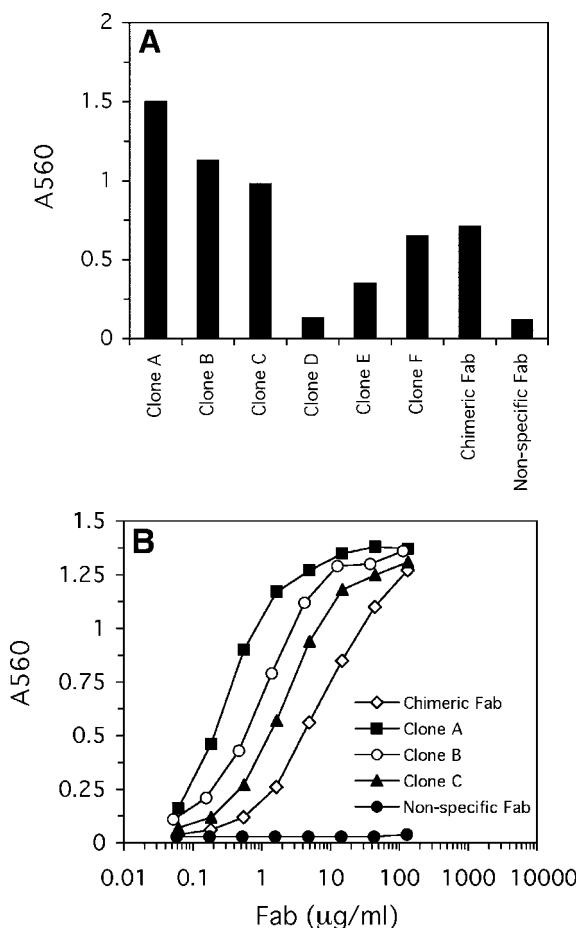 A
2
1.5
1
0.5
0
A560
Clone A
Clone B
Clone C
Clone D
Clone E
Clone F
Chimeric Fab
Non-specific Fab
B
1.5
1.25
1
0.75
0.5
0.25
0
A560
Chimeric Fab
Clone A
Clone B
Clone C
Non-specific Fab
0.01 0.1 1 10 100 1000 10000
Fab (μg/ml)